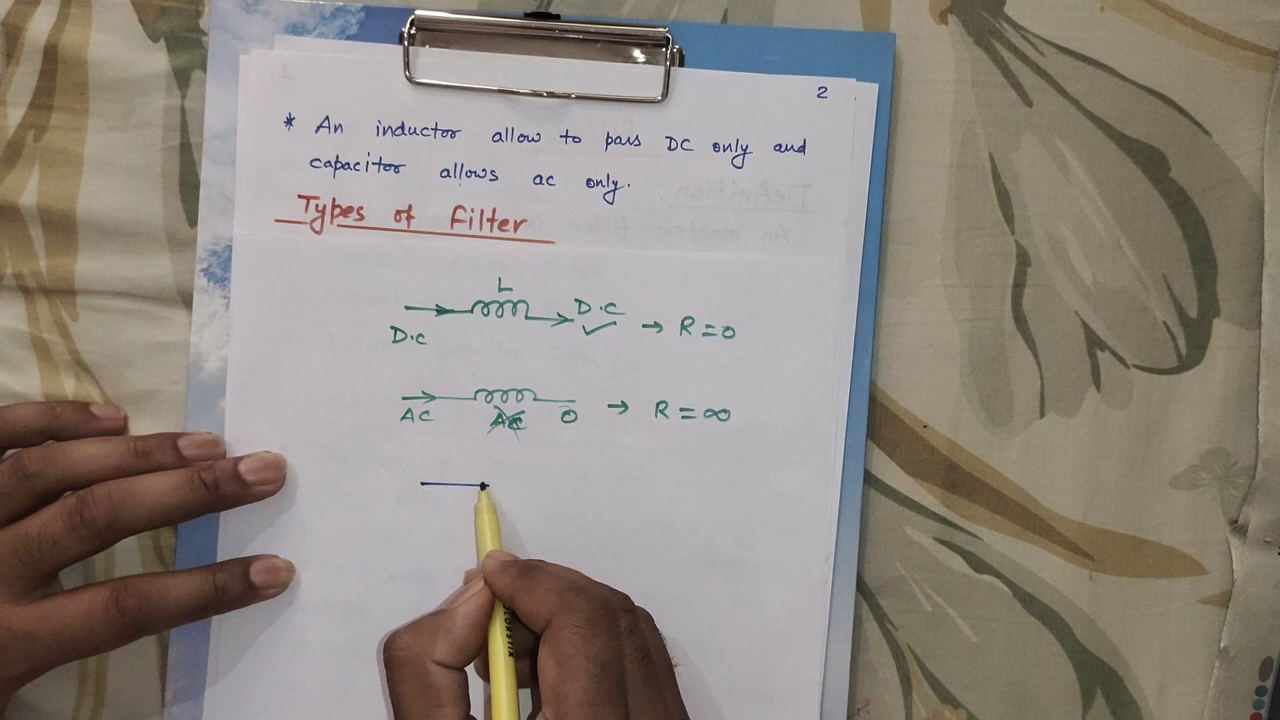 2
* An inductor allow to pass DC only and
capacitor allows ac only.
Types of Filter
L
D.C D.C ✓ → R = 0
AC AC O → R = ∞